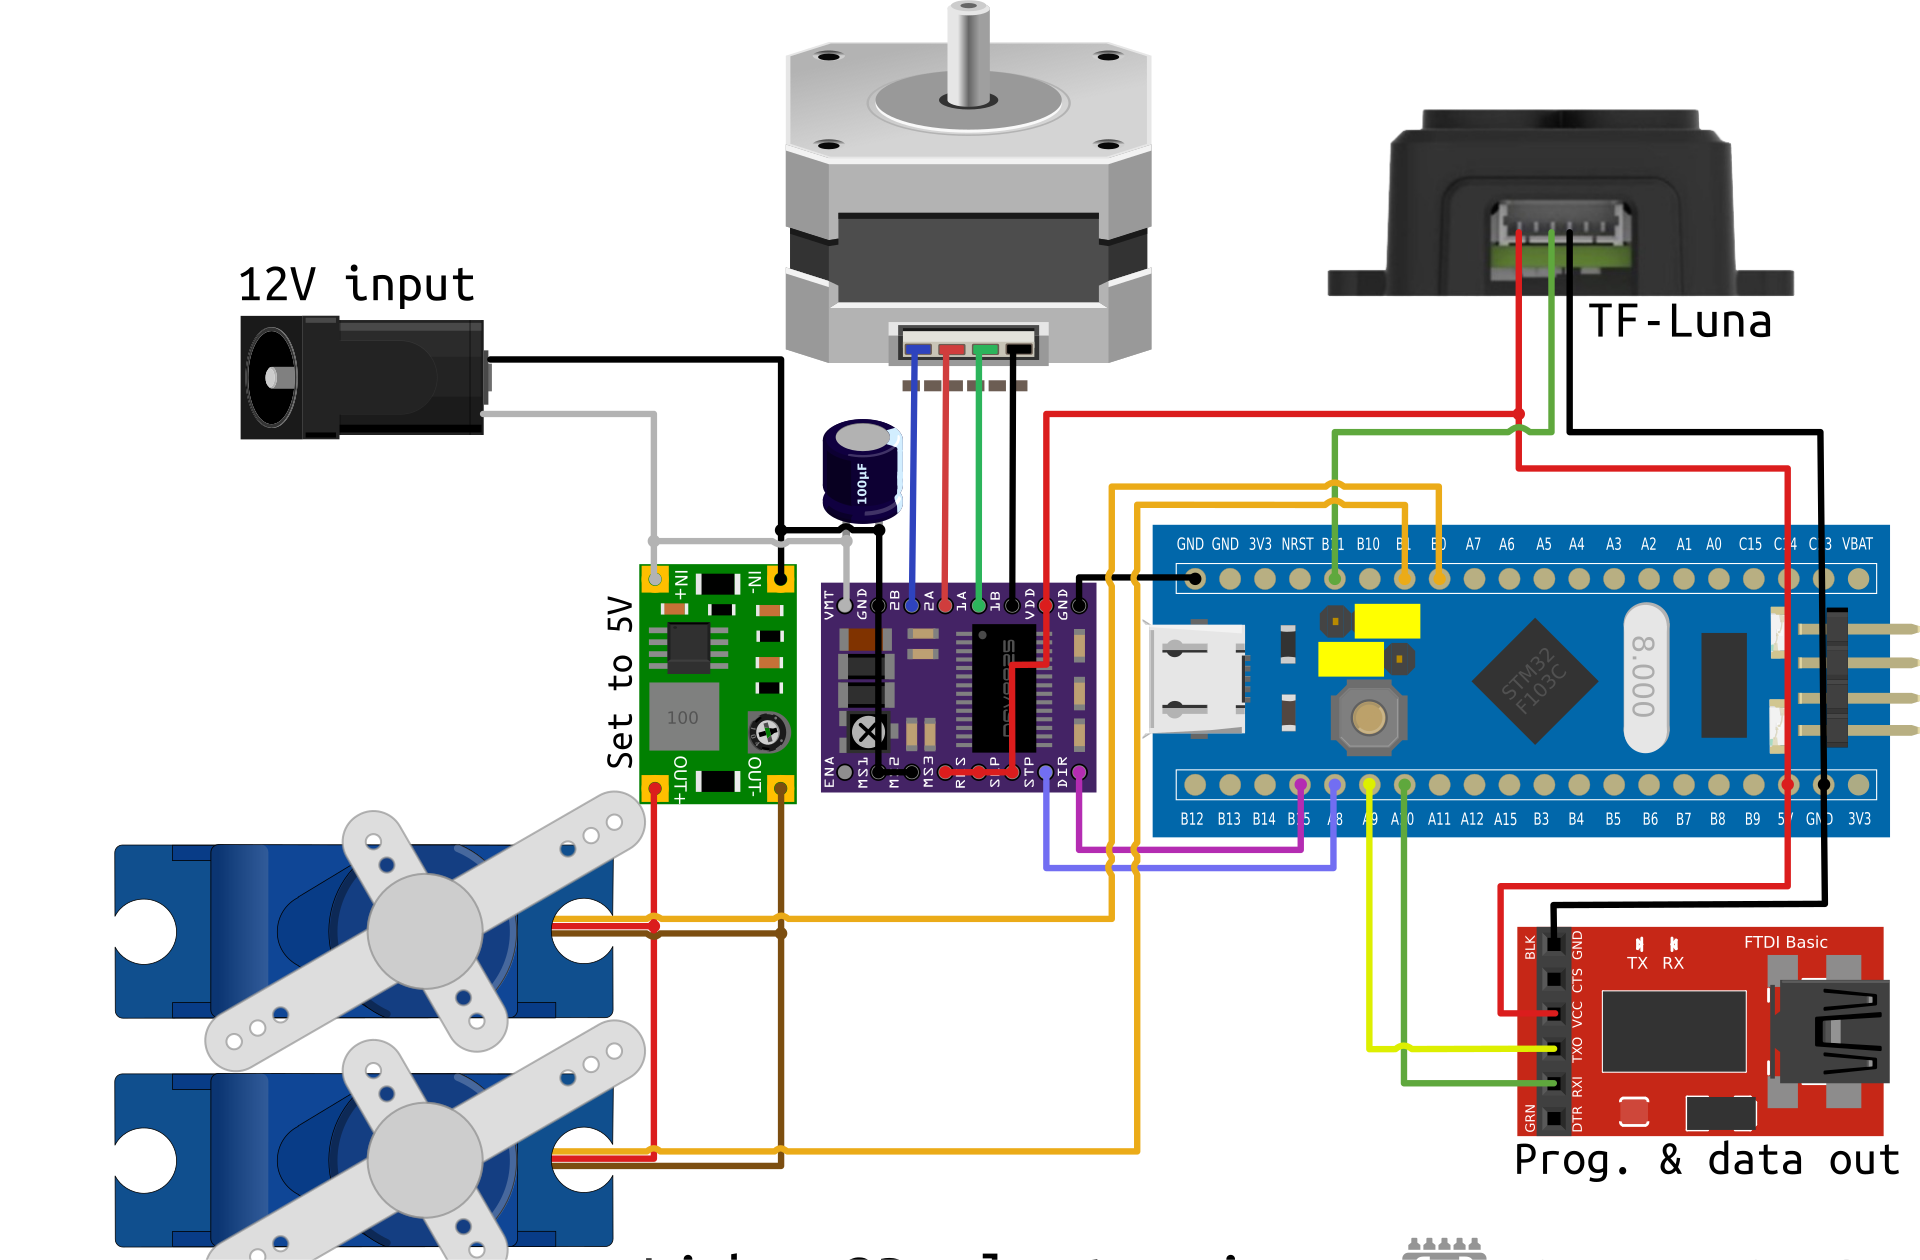 12V input
TF-Luna
100µF
Set to 5V
IN+
IN-
100
OUT+
OUT-
VMT
GND
2B
2A
1A
1B
VDD
GND
DRV8825
ENA
MS1
MS3
STP
DIR
GND GND 3V3 NRST B11 B10 B1 B0 A7 A6 A5 A4 A3 A2 A1 A0 C15 C14 C13 VBAT
STM32
F103C
8.000
B12 B13 B14 B15 A8 A9 A10 A11 A12 A15 B3 B4 B5 B6 B7 B8 B9 5V GND 3V3
FTDI Basic
TX RX
BLK
GND
CTS
VCC
TXO
RXI
DTR
GRN
Prog. & data out